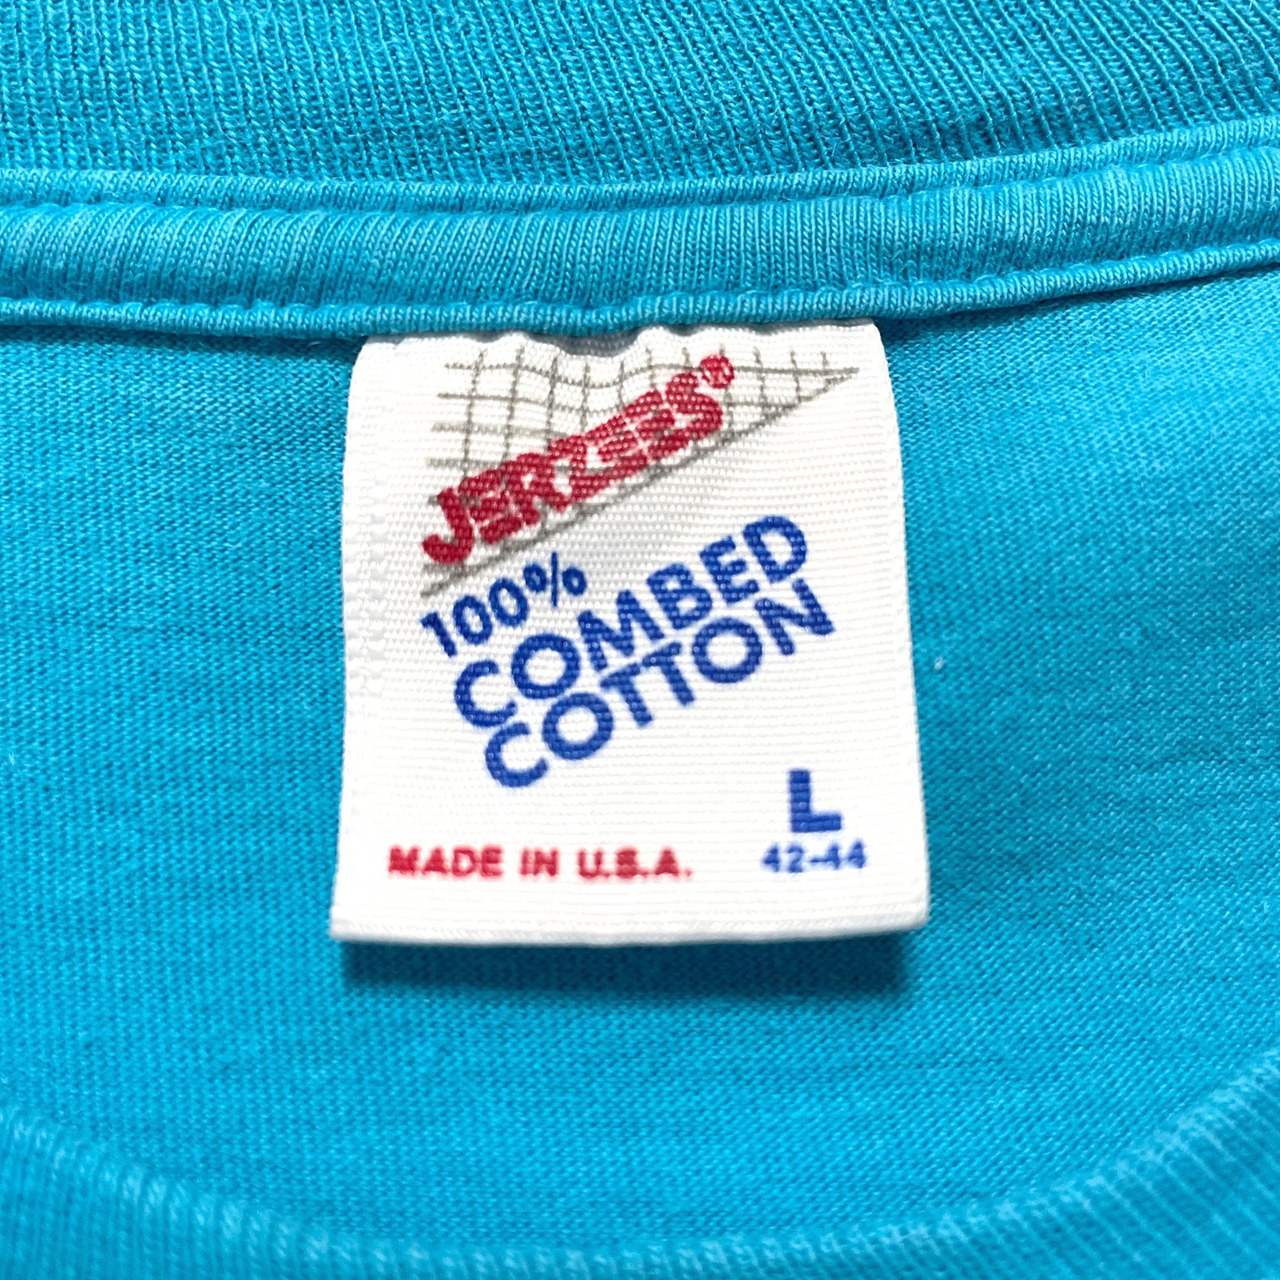 JERZEES®
100%
COMBED
COTTON
L
MADE IN U.S.A.
42-44